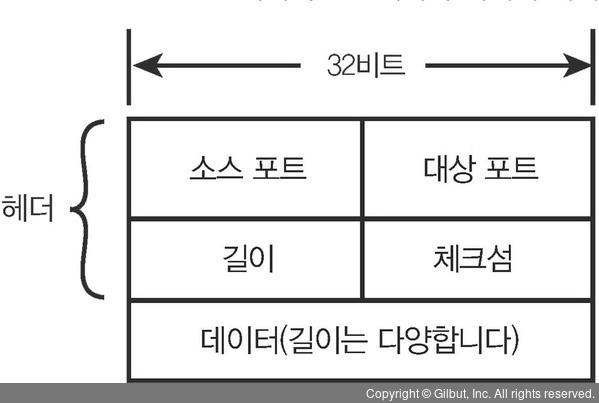 32비트
소스 포트 대상 포트
헤더
길이 체크섬
데이터(길이는 다양합니다)
Copyright © Gilbut, Inc. All rights reserved.